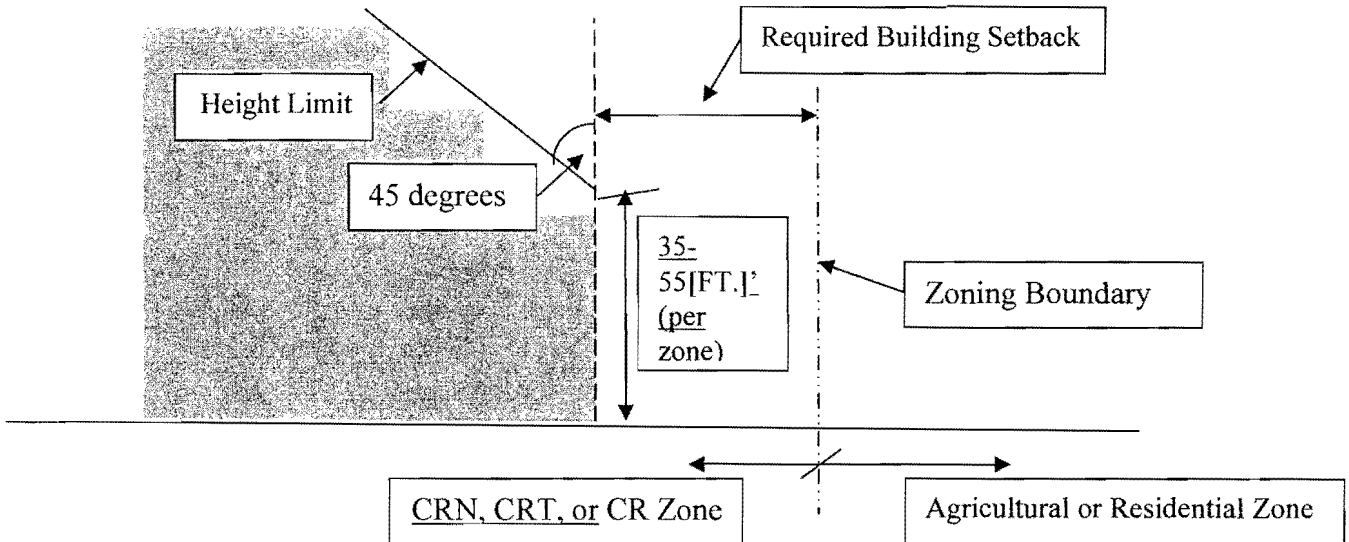 Required Building Setback
Height Limit
45 degrees
35-
55[FT.]'
(per
zone)
Zoning Boundary
CRN, CRT, or CR Zone
Agricultural or Residential Zone